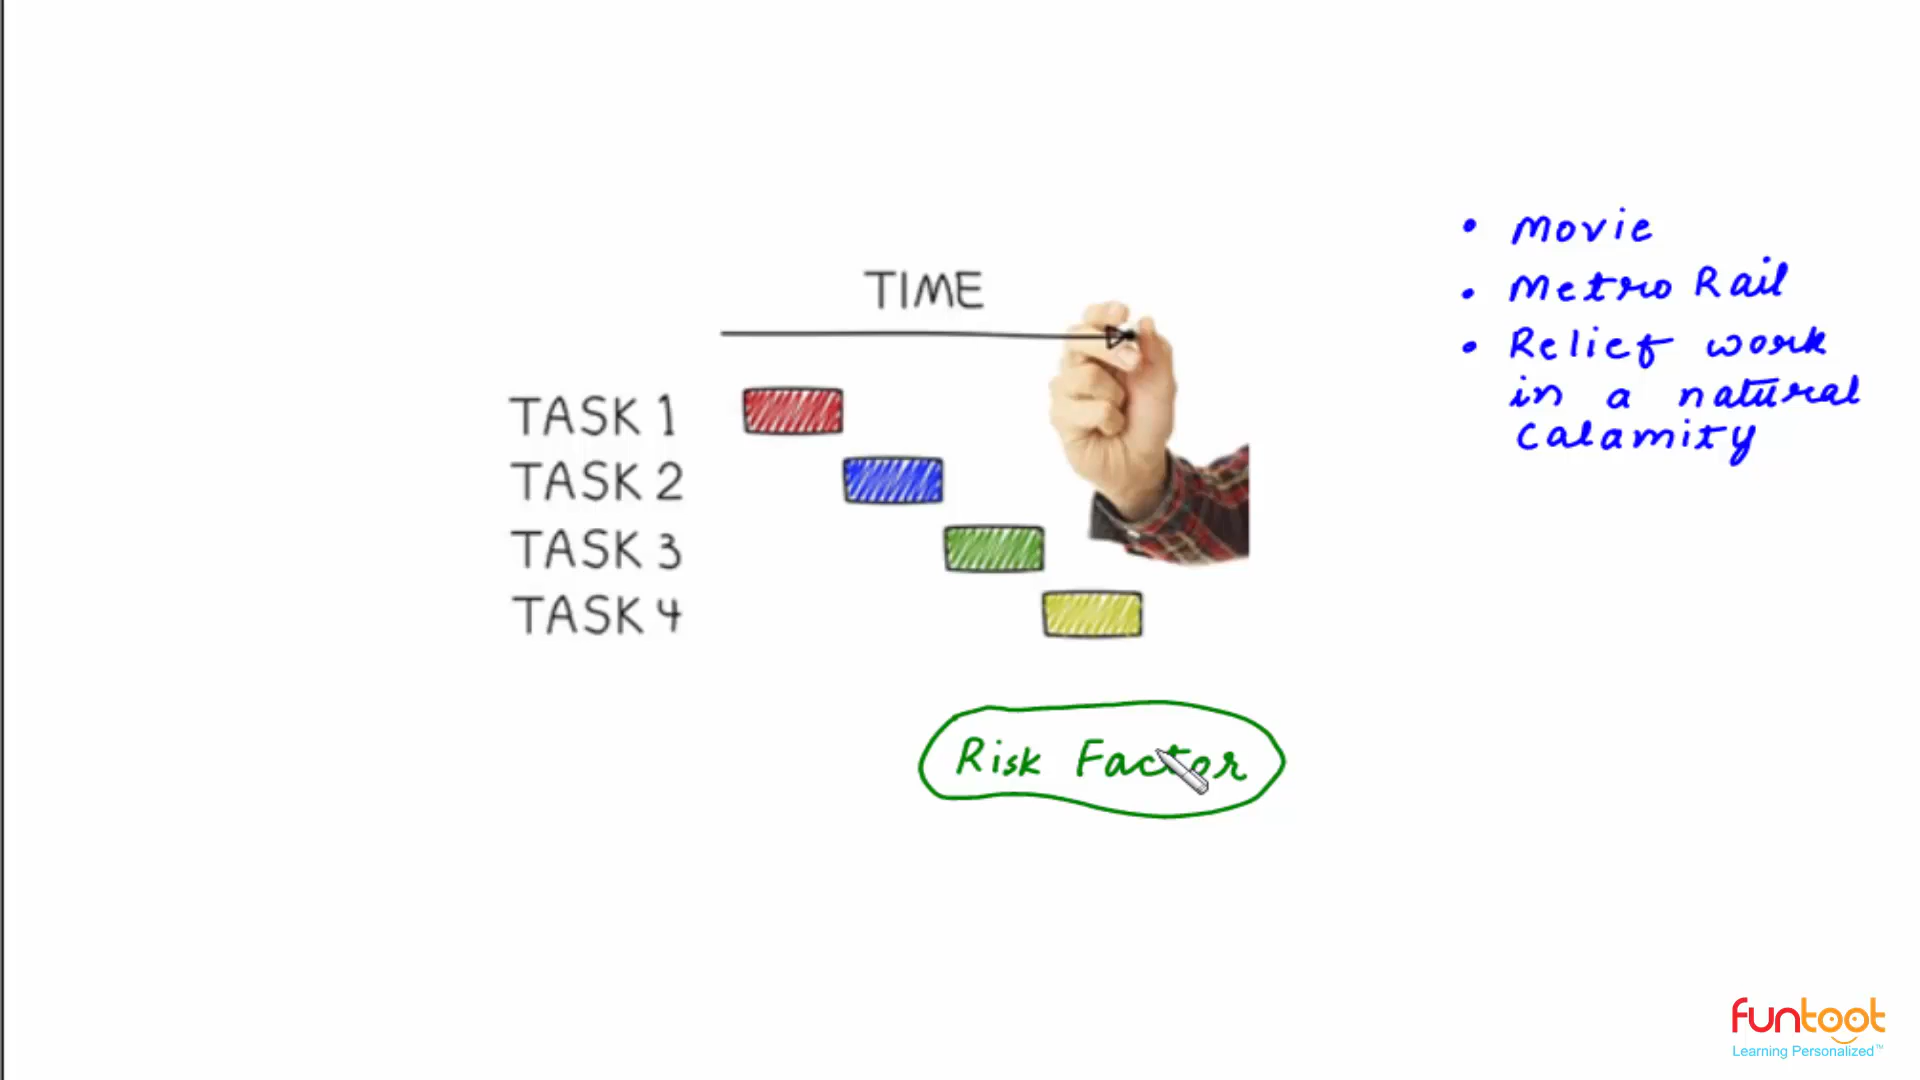 TIME
TASK 1
TASK 2
TASK 3
TASK 4
• Movie
• Metro Rail
• Relief work
in a natural
calamity
Risk Factor
funtoot
Learning Personalized™